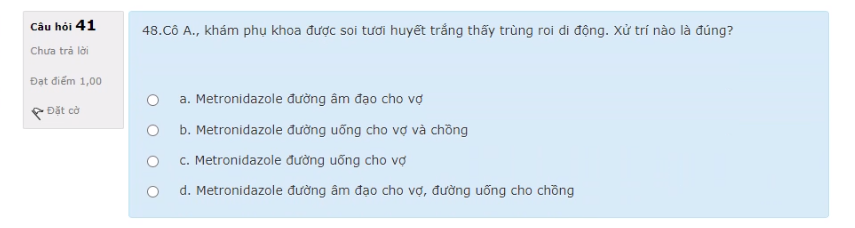 Câu hỏi 41
Chưa trả lời
Đạt điểm 1,00
Đặt cờ
48.Cô A., khám phụ khoa được soi tươi huyết trắng thấy trùng roi di động. Xử trí nào là đúng?
a. Metronidazole đường âm đạo cho vợ
b. Metronidazole đường uống cho vợ và chồng
c. Metronidazole đường uống cho vợ
d. Metronidazole đường âm đạo cho vợ, đường uống cho chồng